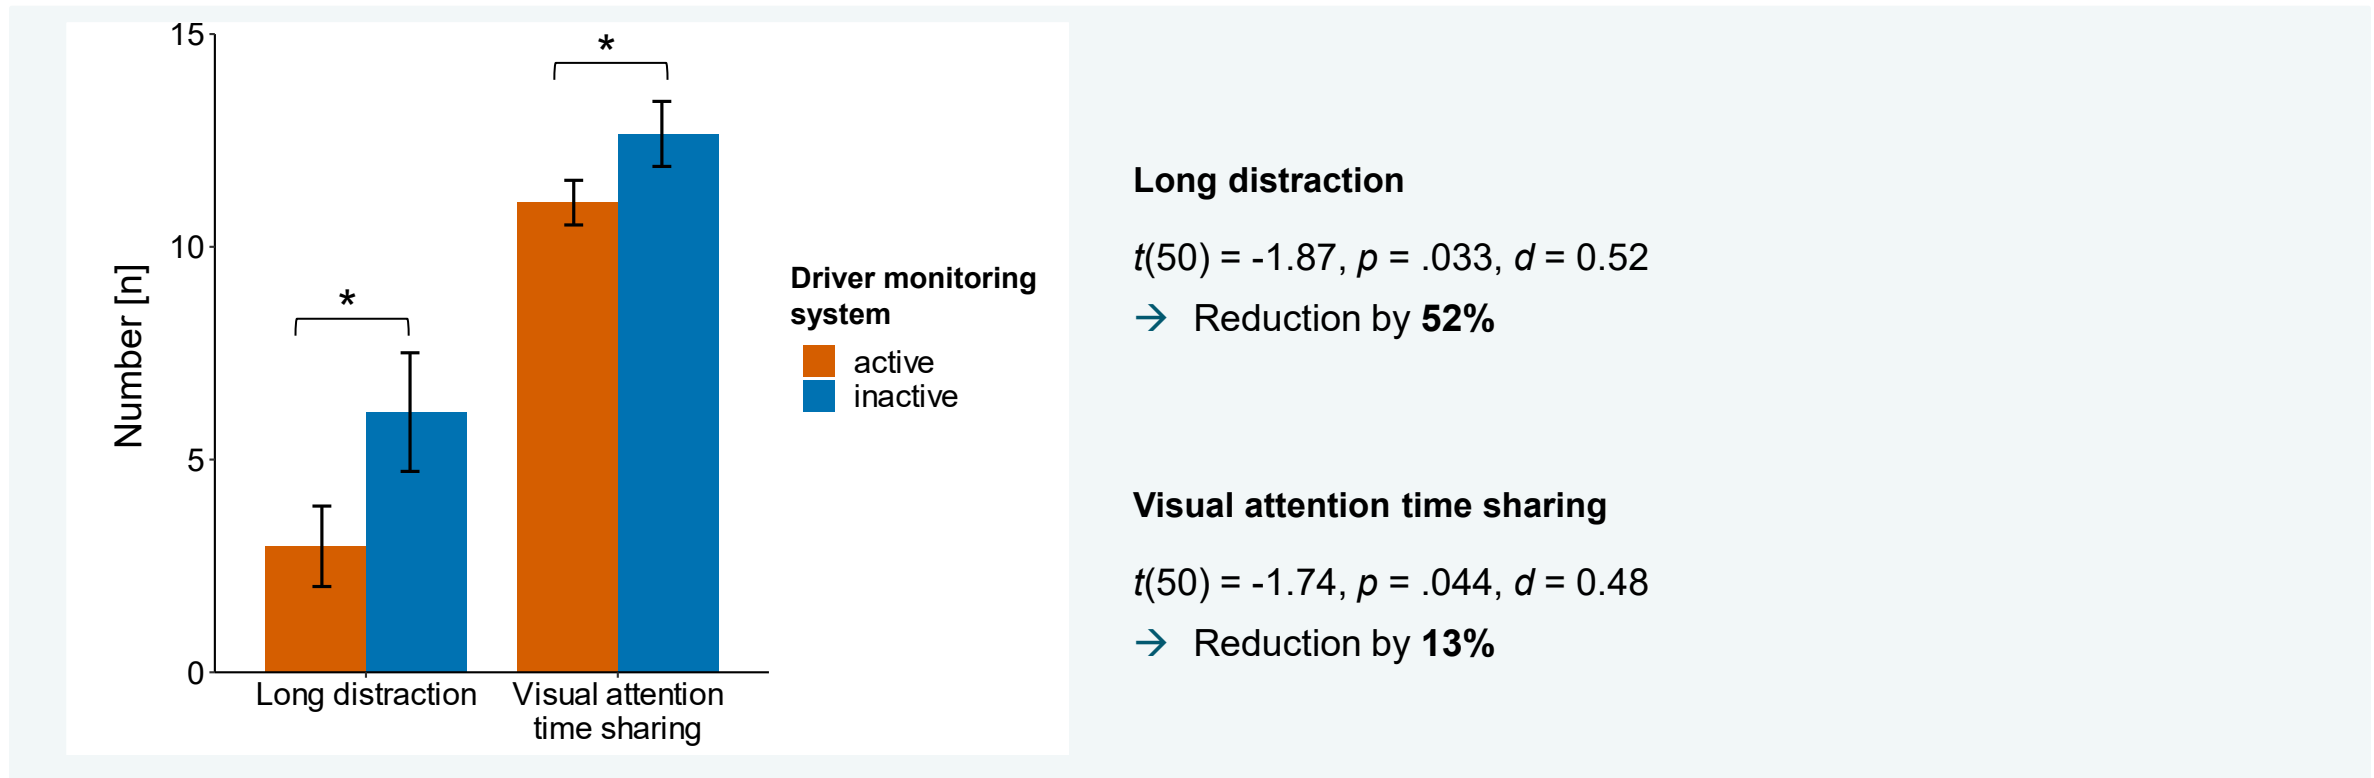 15
10
5
0
Number [n]
*
*
Long distraction
Visual attention
time sharing
Driver monitoring
system
active
inactive
Long distraction
t(50) = -1.87, p = .033, d = 0.52
→ Reduction by 52%
Visual attention time sharing
t(50) = -1.74, p = .044, d = 0.48
→ Reduction by 13%